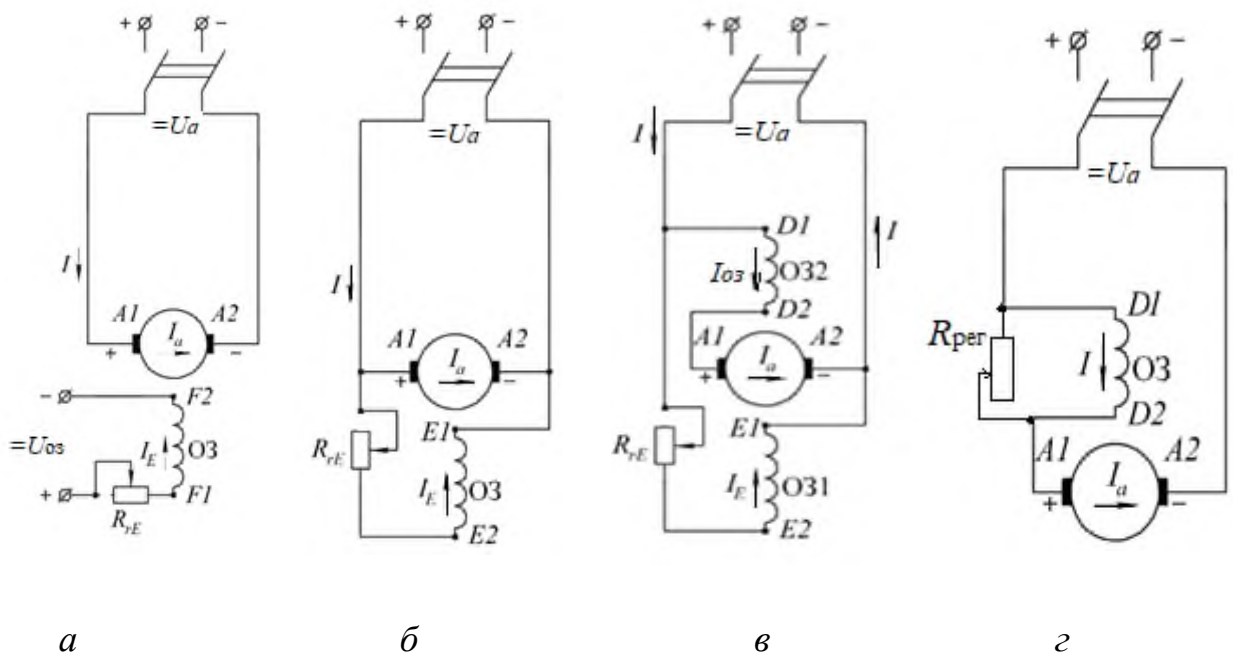 + −
=Ua
I
A1 A2
Ia
+ −
− F2
=Uоз IE ОЗ
+ F1
RrE
а
+ −
=Ua
I
A1 A2
Ia
+ −
E1
RrE
IE ОЗ
E2
б
+ −
I
=Ua
D1 I
Iоз ОЗ2
D2
A1 A2
Ia
+ −
E1
RrE
IE ОЗ1
E2
в
+ −
=Ua
D1
Rрег
I ОЗ
D2
A1 A2
Ia
+ −
г